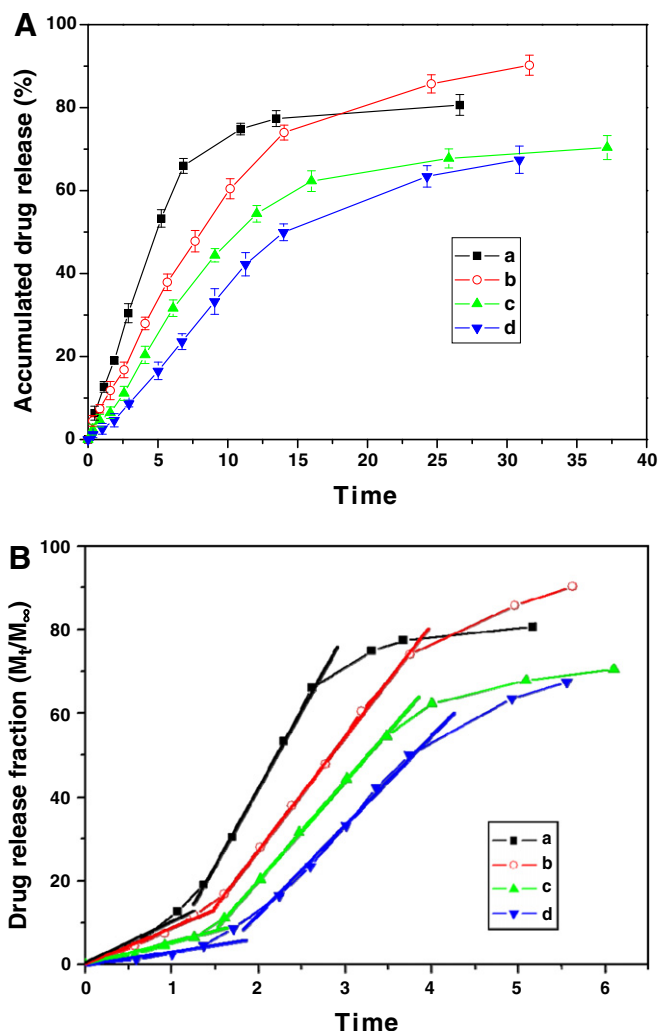 A
Accumulated drug release (%)
100
80
60
40
20
0
a
b
c
d
0 5 10 15 20 25 30 35 40
Time
B
Drug release fraction (Mt/M∞)
100
80
60
40
20
0
a
b
c
d
0 1 2 3 4 5 6
Time